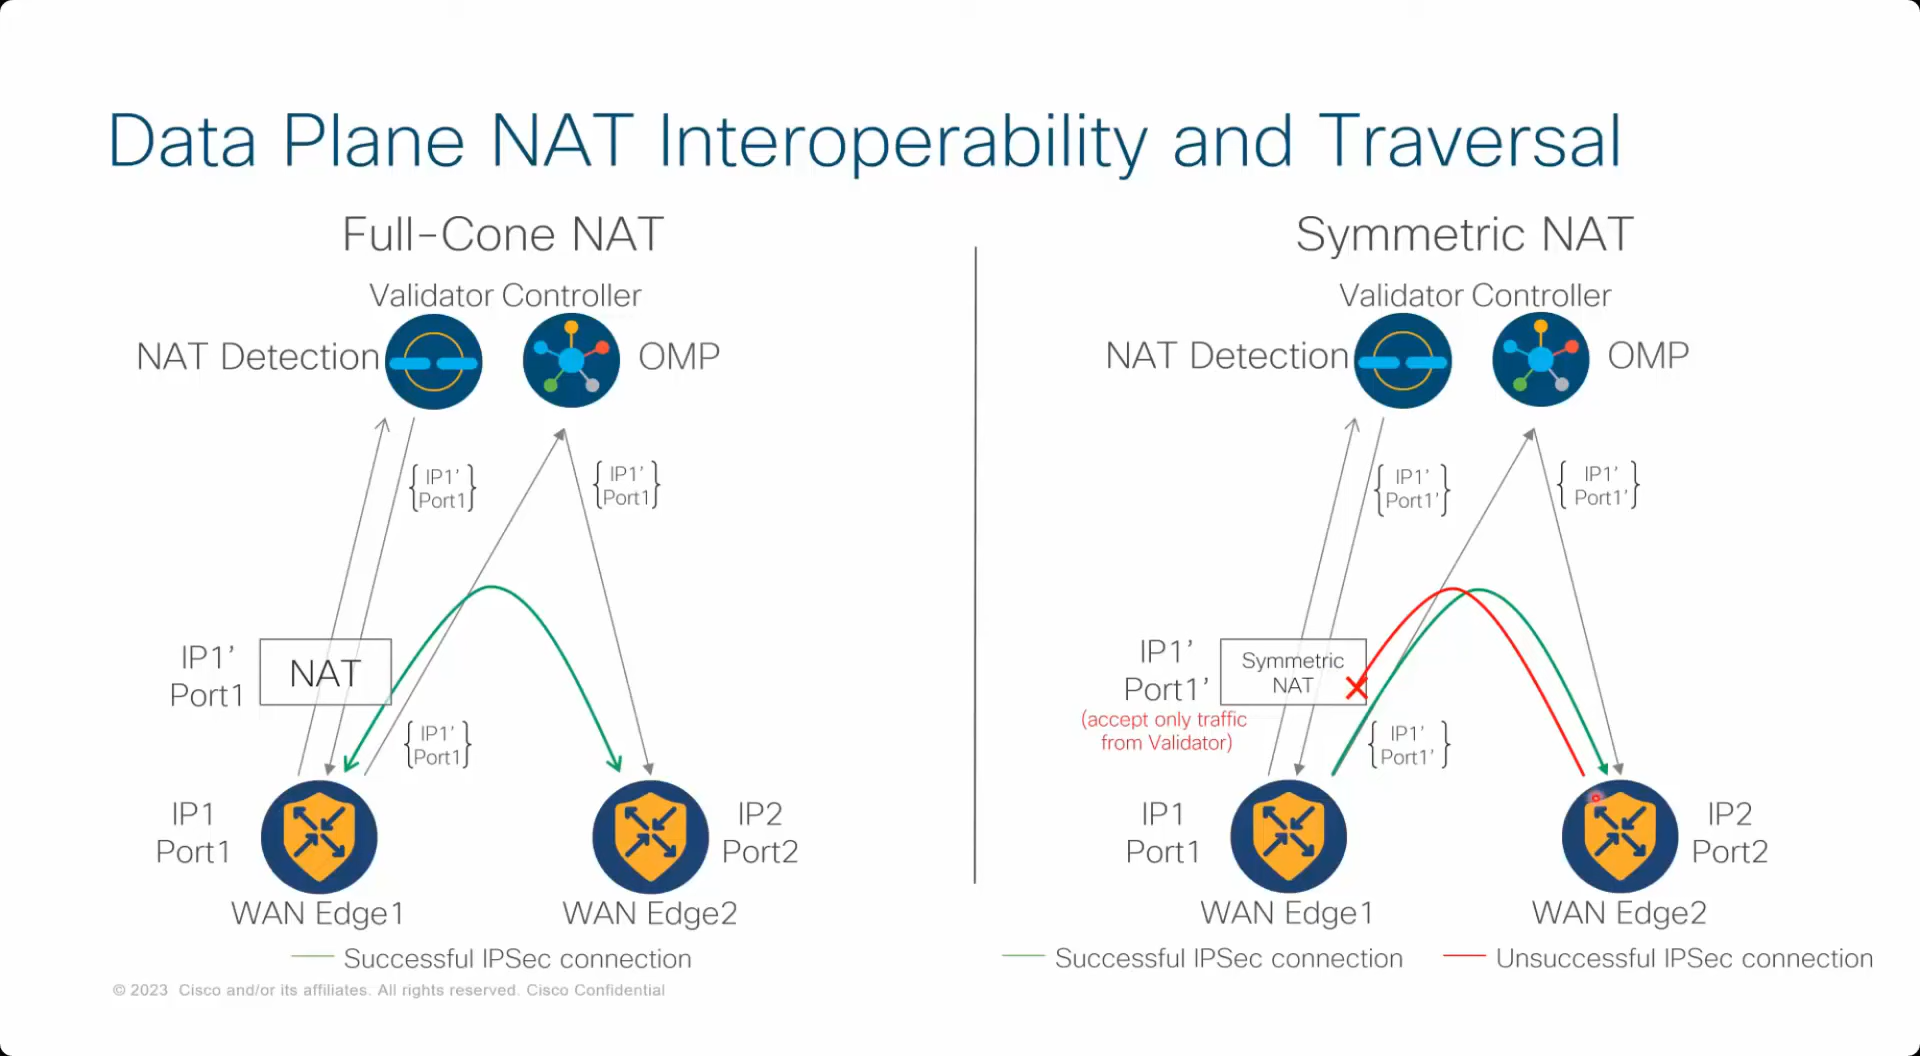 Data Plane NAT Interoperability and Traversal
Full-Cone NAT
Validator Controller
NAT Detection
OMP
{ IP1’
Port1 }
{ IP1’
Port1 }
IP1’
Port1
NAT
{ IP1’
Port1 }
IP1
Port1
IP2
Port2
WAN Edge1
WAN Edge2
Successful IPSec connection
Symmetric NAT
Validator Controller
NAT Detection
OMP
{ IP1’
Port1’ }
{ IP1’
Port1’ }
IP1’
Port1’
Symmetric
NAT
(accept only traffic
from Validator)
{ IP1’
Port1’ }
IP1
Port1
IP2
Port2
WAN Edge1
WAN Edge2
Successful IPSec connection
Unsuccessful IPSec connection
© 2023 Cisco and/or its affiliates. All rights reserved. Cisco Confidential